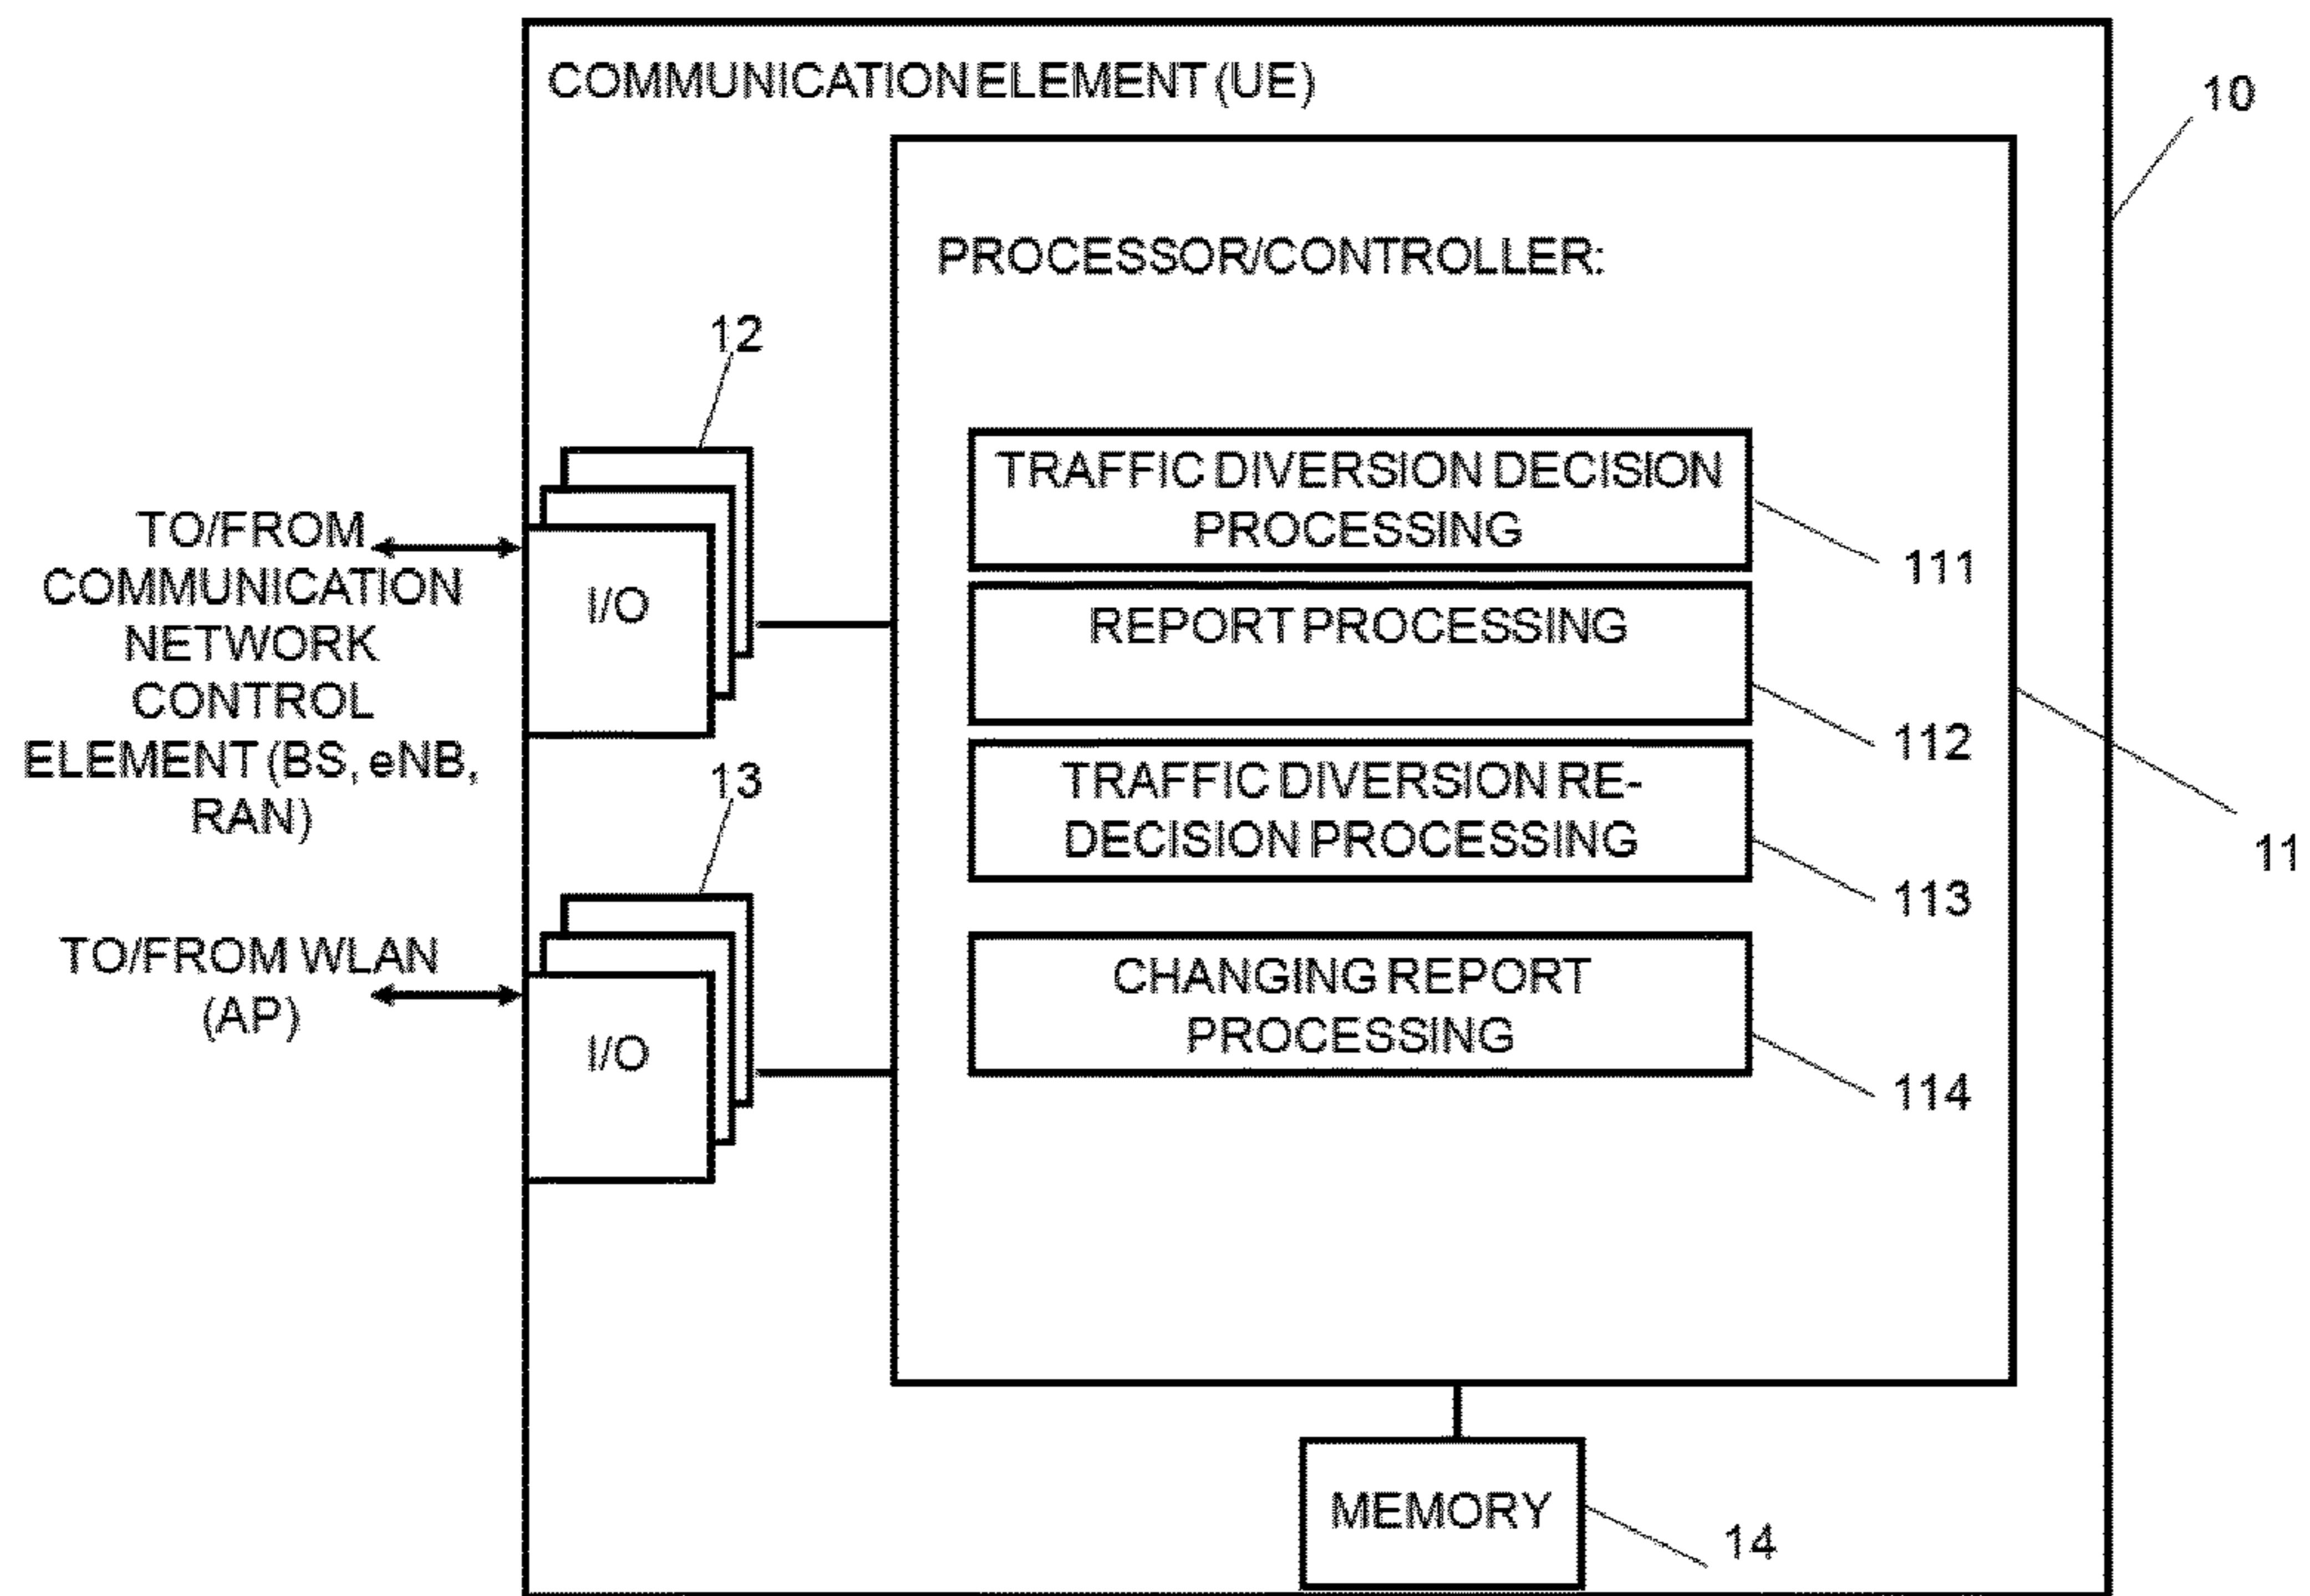 COMMUNICATION ELEMENT (UE)
10
PROCESSOR/CONTROLLER:
12
TRAFFIC DIVERSION DECISION
PROCESSING
111
TO/FROM
COMMUNICATION
NETWORK
CONTROL
ELEMENT (BS, eNB,
RAN)
I/O
REPORT PROCESSING
112
13
TRAFFIC DIVERSION RE-
DECISION PROCESSING
113
11
TO/FROM WLAN
(AP)
I/O
CHANGING REPORT
PROCESSING
114
MEMORY
14